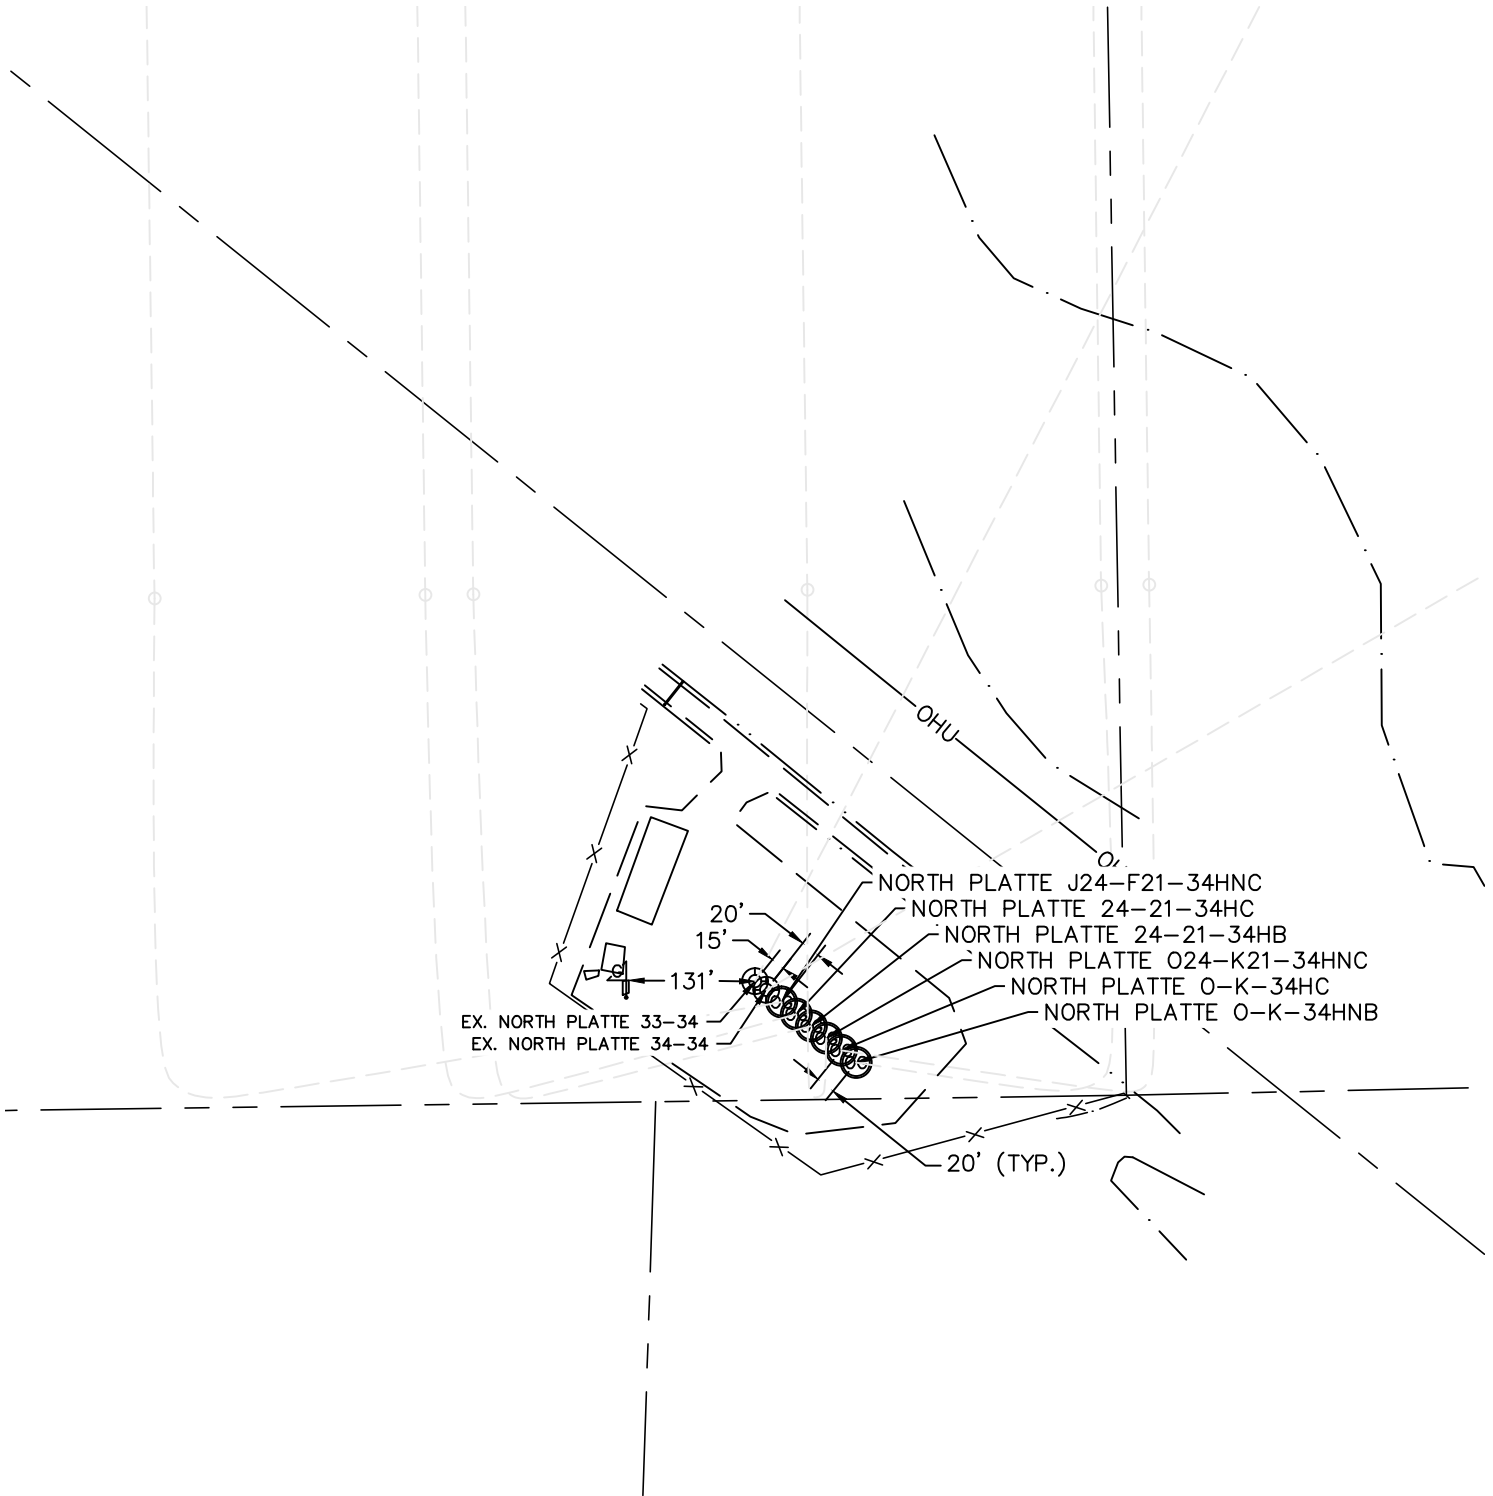 OHU
NORTH PLATTE J24-F21-34HNC
NORTH PLATTE 24-21-34HC
NORTH PLATTE 24-21-34HB
NORTH PLATTE O24-K21-34HNC
NORTH PLATTE O-K-34HC
NORTH PLATTE O-K-34HNB
20'
15'
131'
EX. NORTH PLATTE 33-34
EX. NORTH PLATTE 34-34
20' (TYP.)